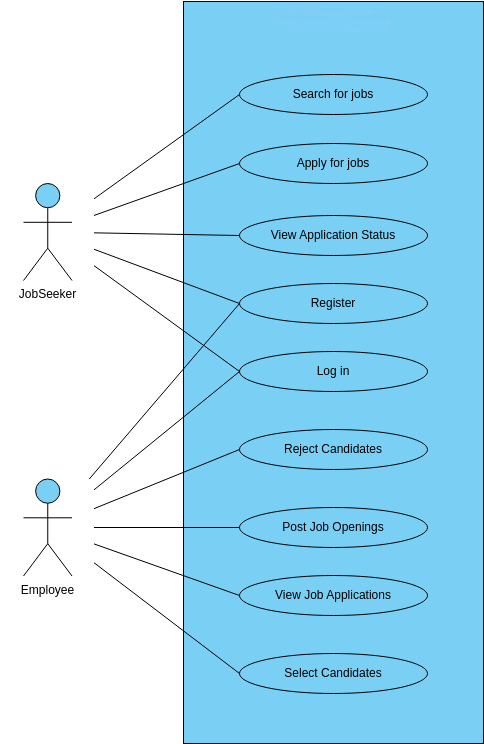 Search for jobs
Apply for jobs
View Application Status
JobSeeker
Register
Log in
Reject Candidates
Post Job Openings
Employee
View Job Applications
Select Candidates